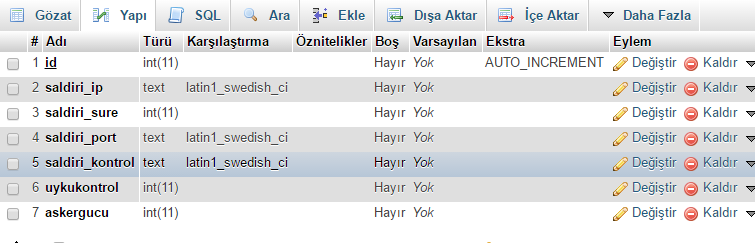 Gözat Yapı SQL Ara Ekle Dışa Aktar İçe Aktar Daha Fazla
# Adı Türü Karşılaştırma Öznitelikler Boş Varsayılan Ekstra Eylem
1 id int(11) Hayır Yok AUTO_INCREMENT Değiştir Kaldır
2 saldiri_ip text latin1_swedish_ci Hayır Yok Değiştir Kaldır
3 saldiri_sure int(11) Hayır Yok Değiştir Kaldır
4 saldiri_port text latin1_swedish_ci Hayır Yok Değiştir Kaldır
5 saldiri_kontrol text latin1_swedish_ci Hayır Yok Değiştir Kaldır
6 uykukontrol int(11) Hayır Yok Değiştir Kaldır
7 askergucu int(11) Hayır Yok Değiştir Kaldır